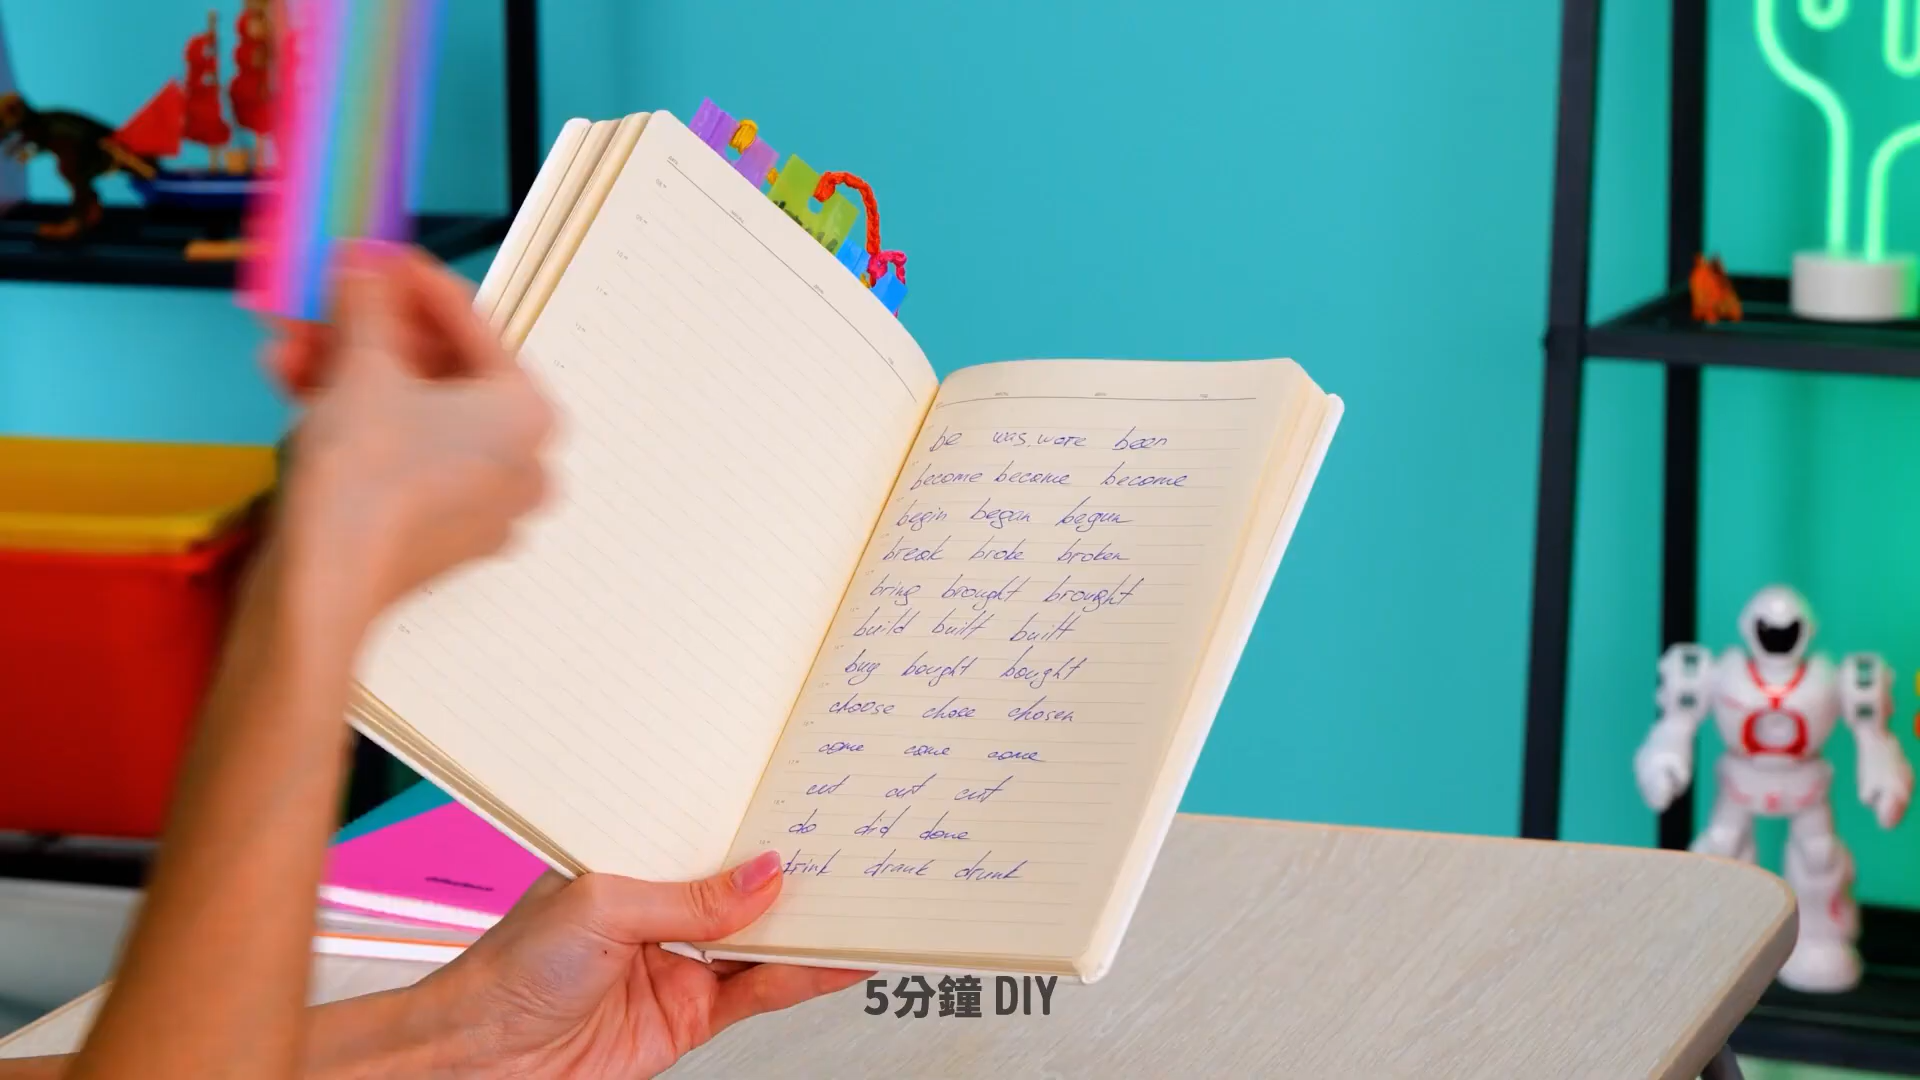 be was, were been
become became become
begin began begun
break broke broken
bring brought brought
build built built
buy bought bought
choose chose chosen
come came come
cut cut cut
do did done
drink drank drunk
5分鐘 DIY